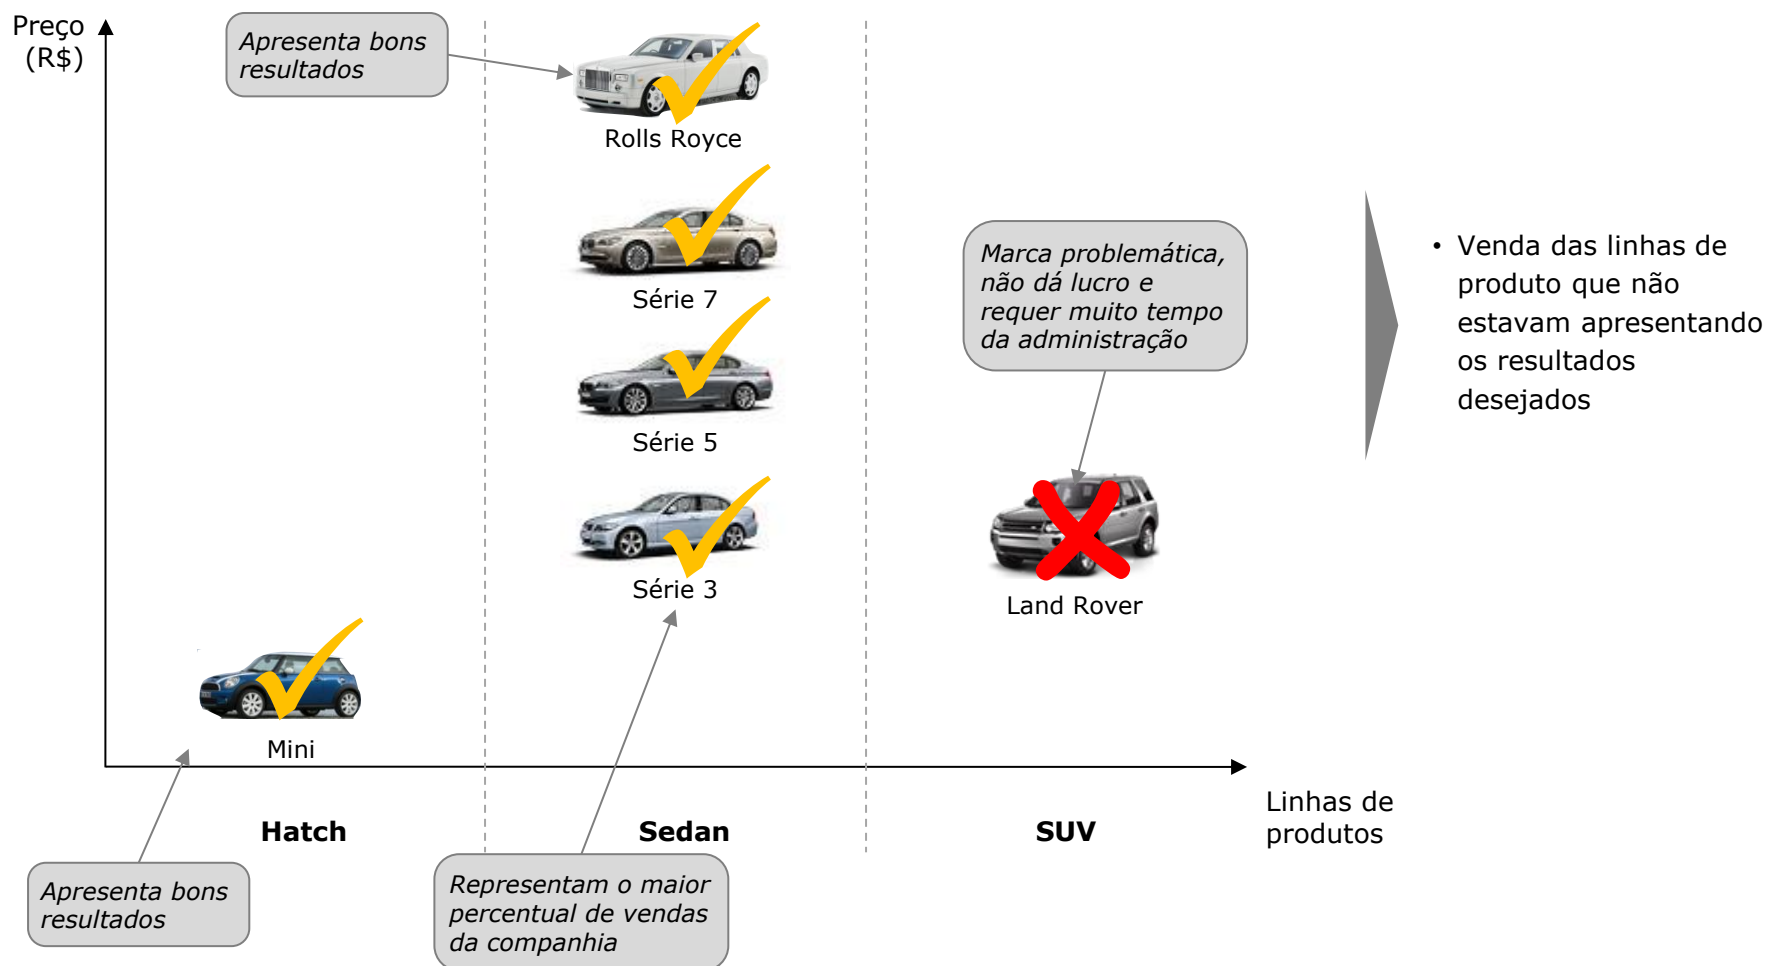 Preço
(R$)
Apresenta bons
resultados
Rolls Royce
Série 7
Série 5
Série 3
Marca problemática,
não dá lucro e
requer muito tempo
da administração
Land Rover
• Venda das linhas de
produto que não
estavam apresentando
os resultados
desejados
Mini
Hatch
Sedan
SUV
Linhas de
produtos
Apresenta bons
resultados
Representam o maior
percentual de vendas
da companhia